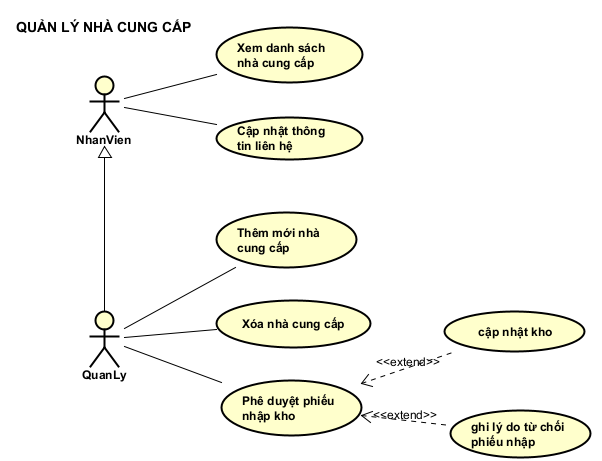 QUẢN LÝ NHÀ CUNG CẤP
Xem danh sách
nhà cung cấp
NhanVien
Cập nhật thông
tin liên hệ
Thêm mới nhà
cung cấp
Xóa nhà cung cấp
cập nhật kho
<<extend>>
QuanLy
Phê duyệt phiếu
nhập kho
<<extend>>
ghi lý do từ chối
phiếu nhập